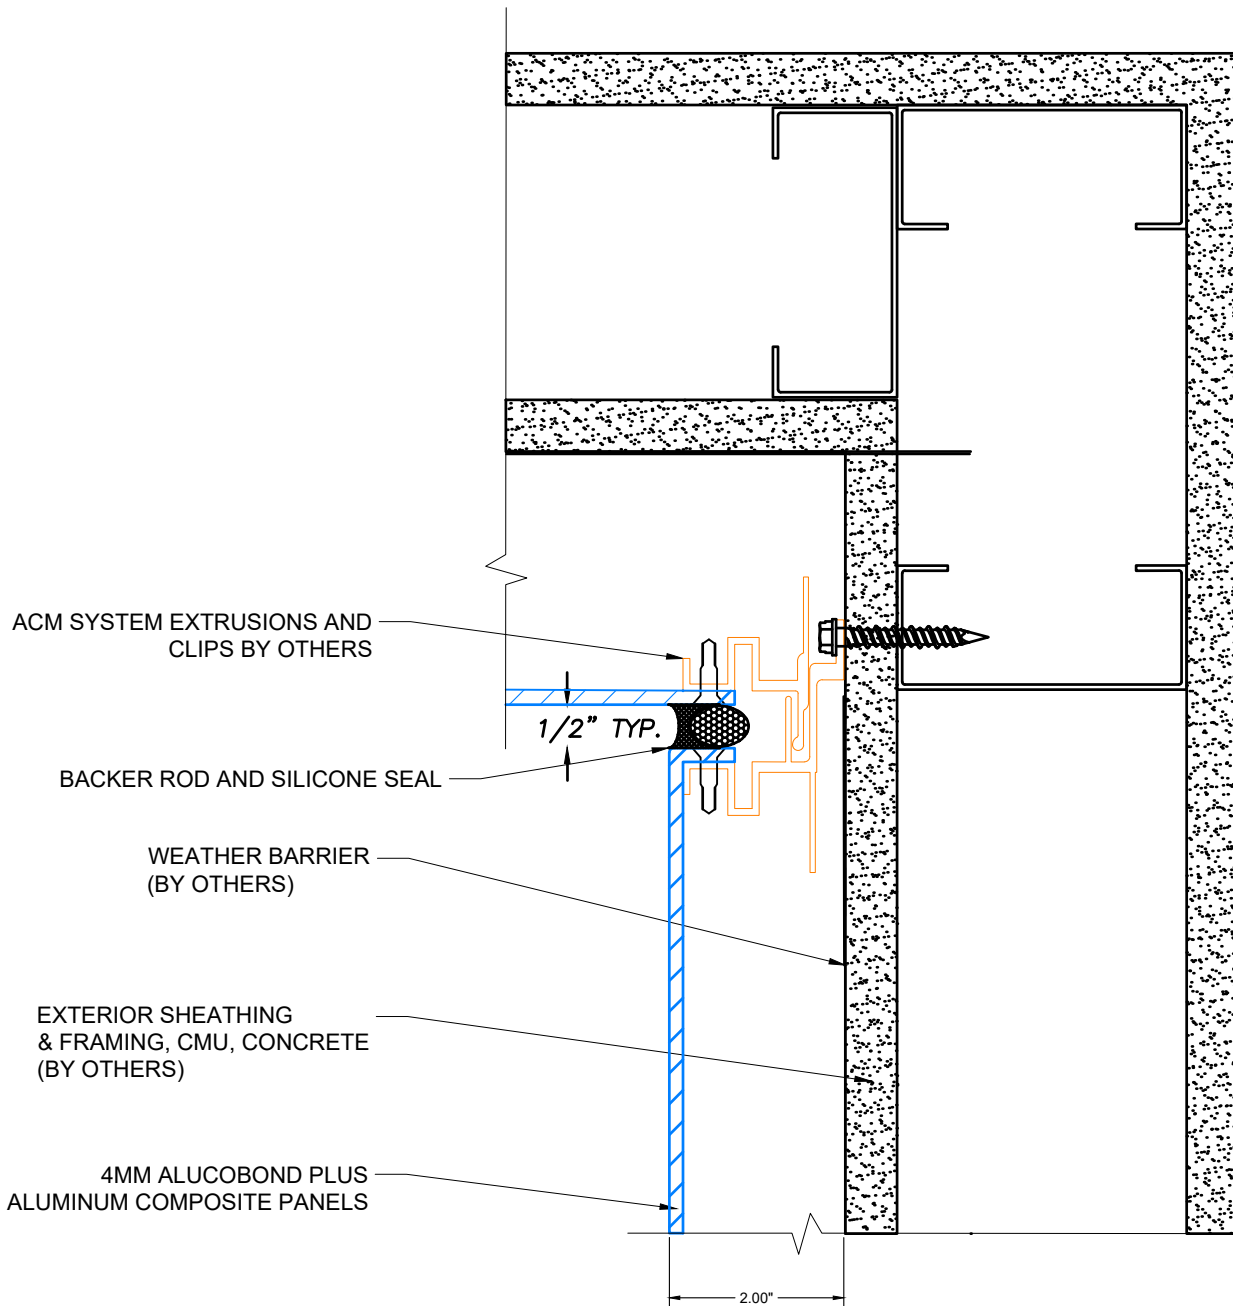 ACM SYSTEM EXTRUSIONS AND
CLIPS BY OTHERS
1/2” TYP.
BACKER ROD AND SILICONE SEAL
WEATHER BARRIER
(BY OTHERS)
EXTERIOR SHEATHING
& FRAMING, CMU, CONCRETE
(BY OTHERS)
4MM ALUCOBOND PLUS
ALUMINUM COMPOSITE PANELS
2.00"